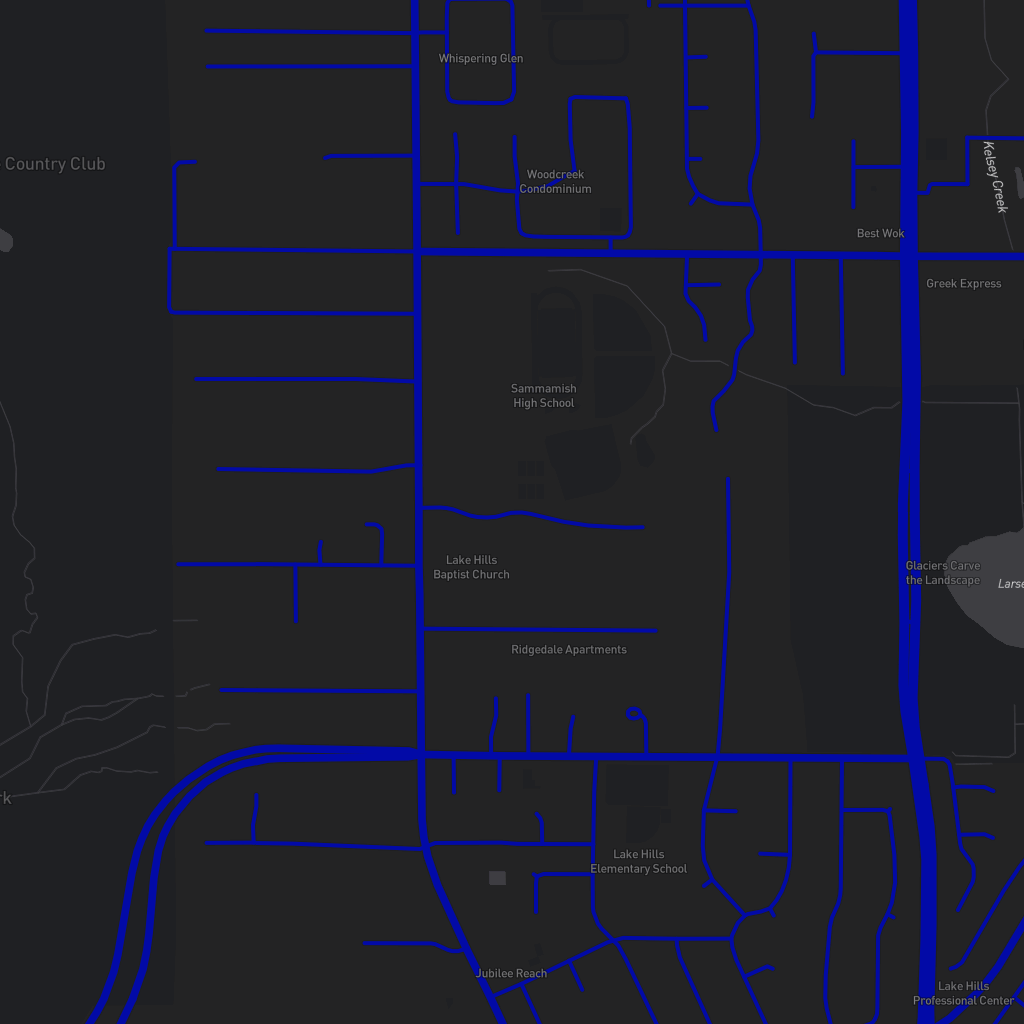 Whispering Glen
Country Club
Woodcreek
Condominium
Kelsey Creek
Best Wok
Greek Express
Sammamish
High School
Lake Hills
Baptist Church
Glaciers Carve
the Landscape
Larse
Ridgedale Apartments
rk
Lake Hills
Elementary School
Jubilee Reach
Lake Hills
Professional Center